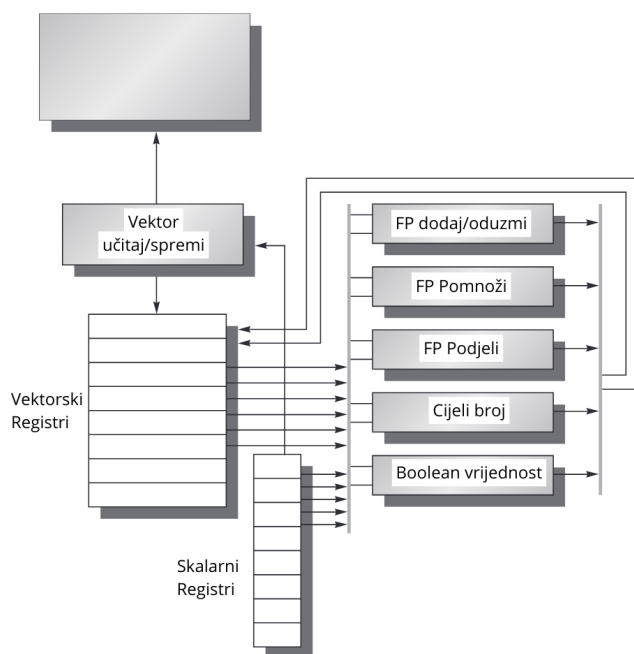 Vektor
učitaj/spremi
FP dodaj/oduzmi
FP Pomnoži
FP Podjeli
Cijeli broj
Boolean vrijednost
Vektorski
Registri
Skalarni
Registri